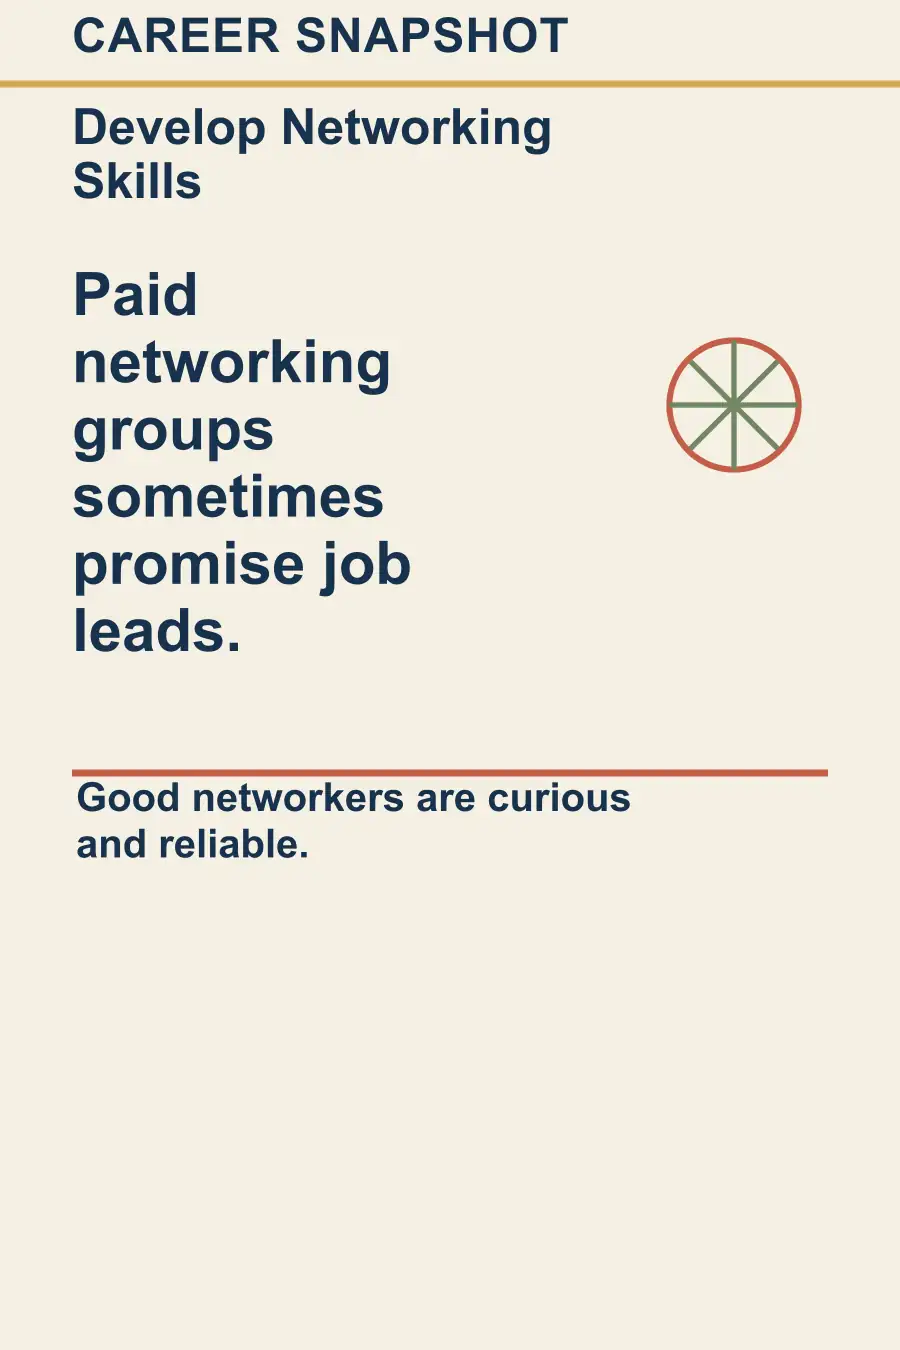 CAREER SNAPSHOT
Develop Networking
Skills
Paid
networking
groups
sometimes
promise job
leads.
Good networkers are curious
and reliable.